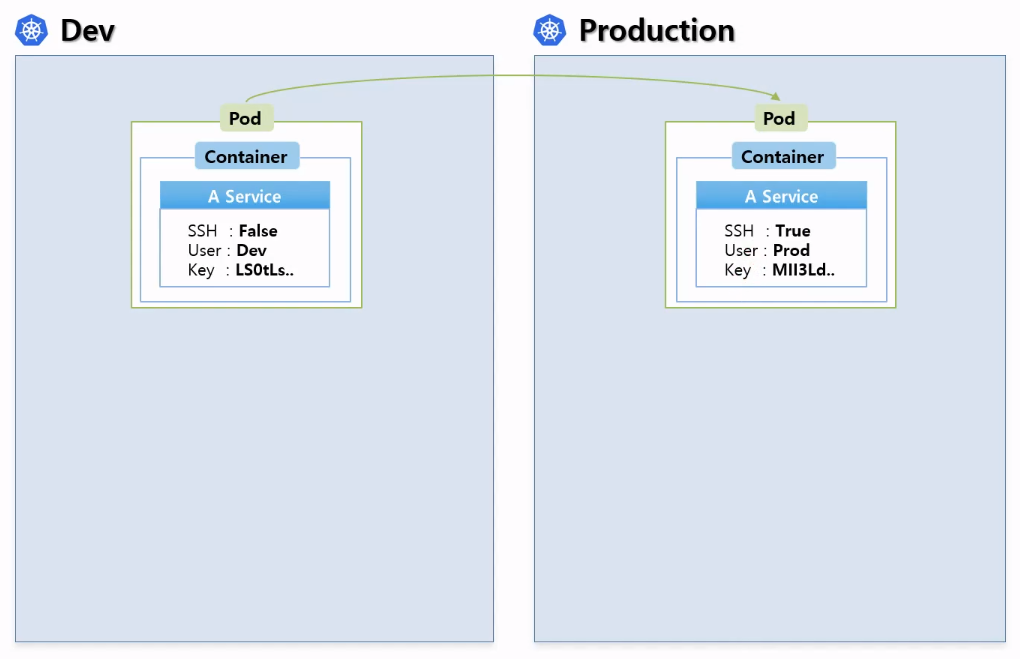 Dev
Pod
Container
A Service
SSH : False
User : Dev
Key : LS0tLs..
Production
Pod
Container
A Service
SSH : True
User : Prod
Key : MII3Ld..